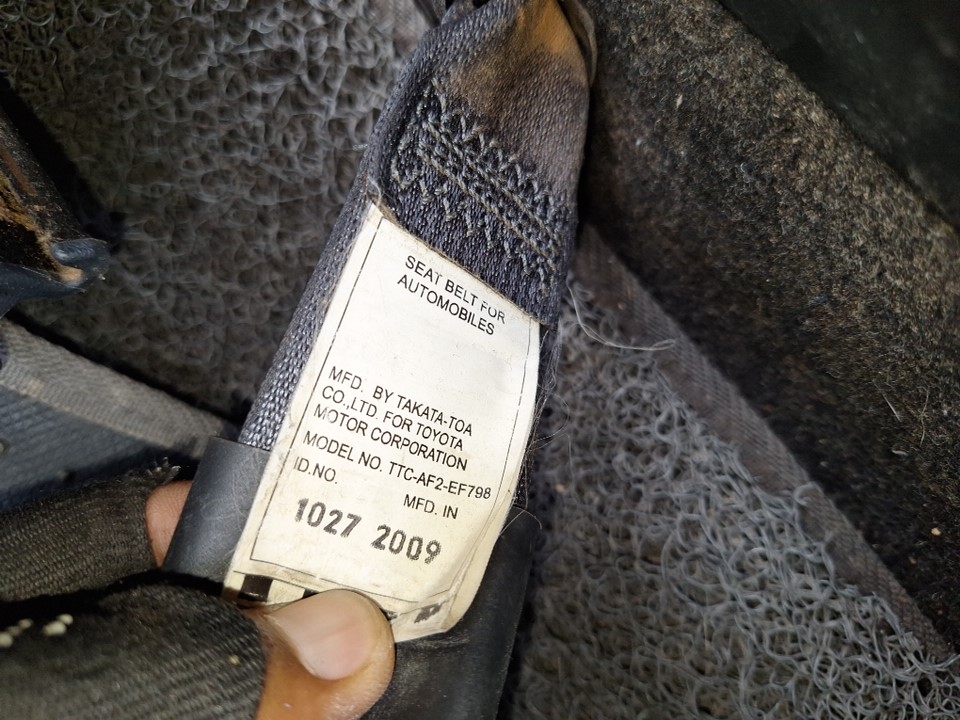 SEAT BELT FOR
AUTOMOBILES
MFD. BY TAKATA-TOA
CO.,LTD. FOR TOYOTA
MOTOR CORPORATION
MODEL NO. TTC-AF2-EF798
ID.NO. MFD. IN
1027 2009